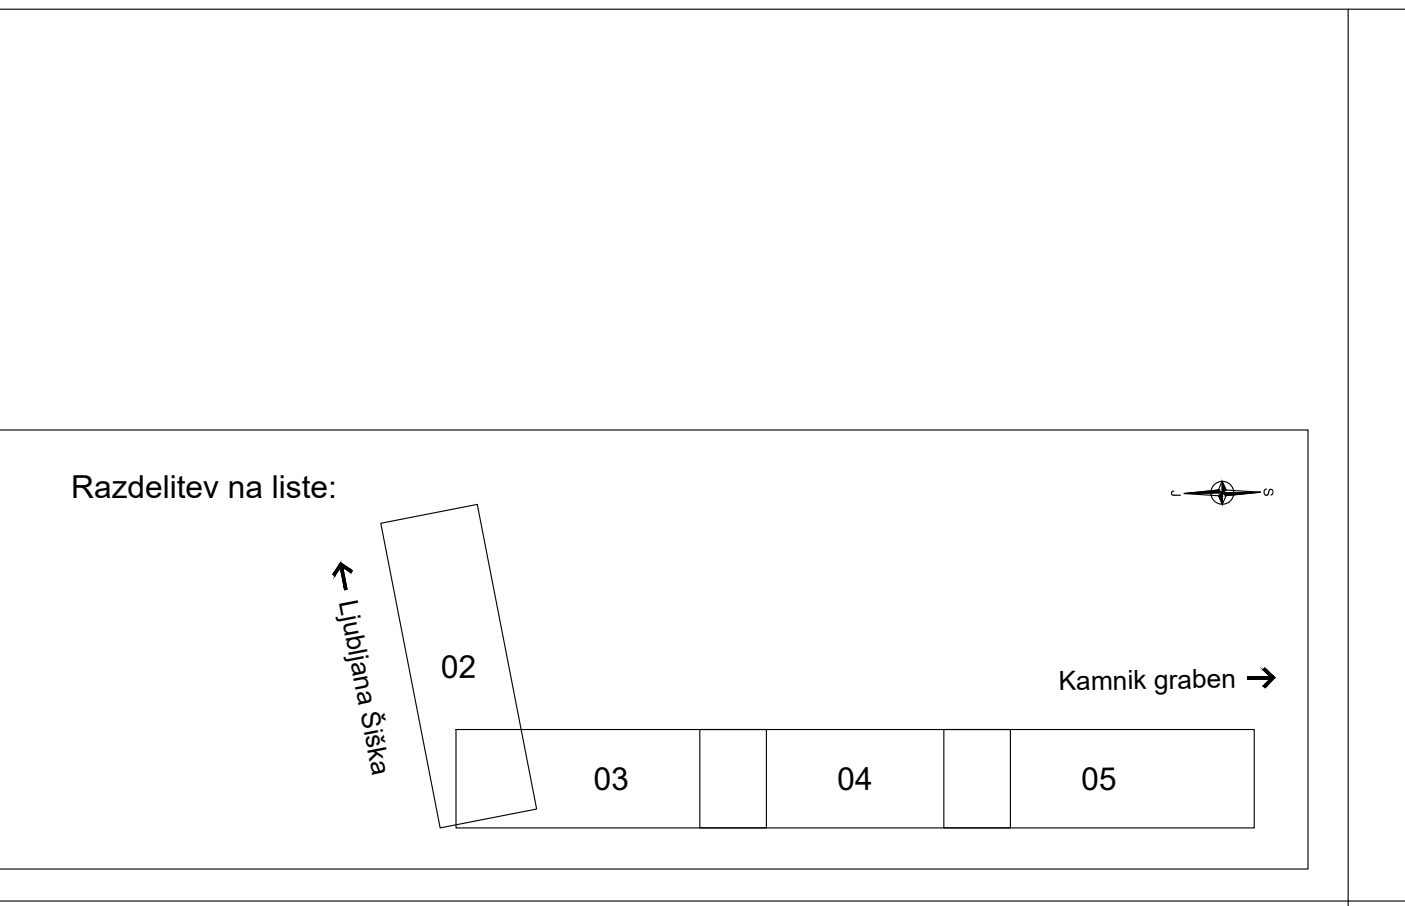 Razdelitev na liste:
J
S
← Ljubljana Šiška
02
Kamnik graben →
03
04
05